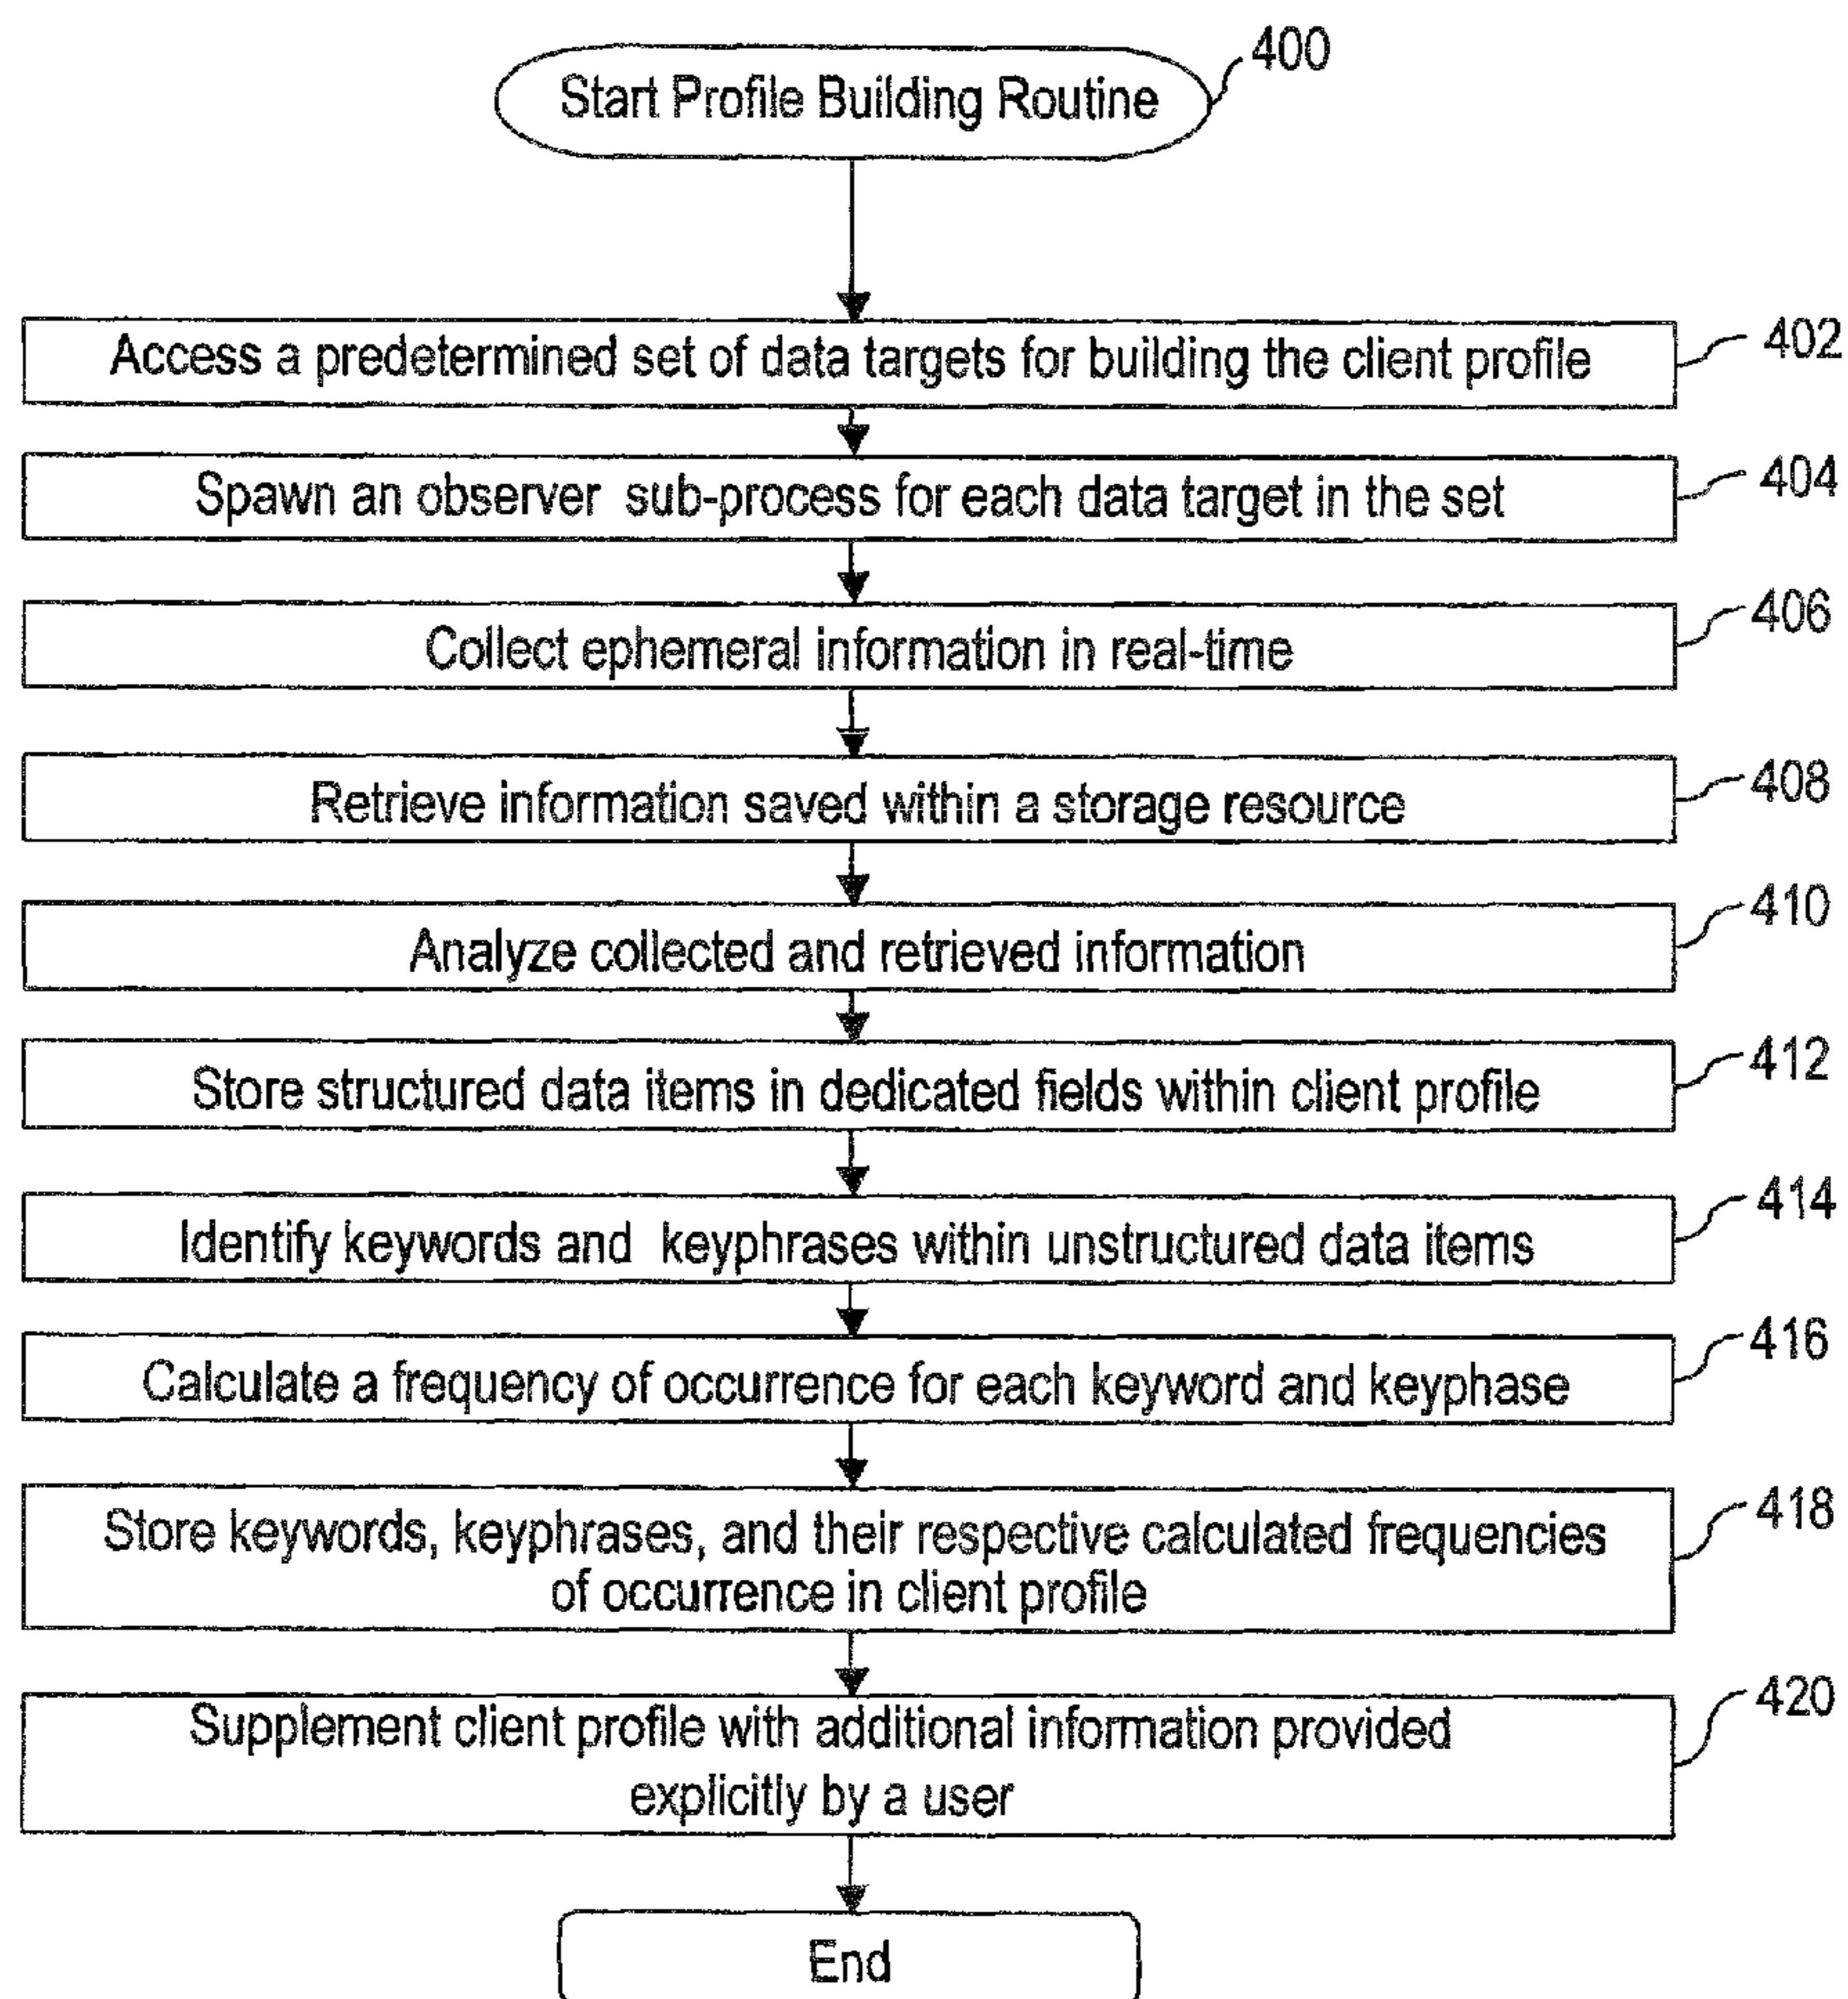 Start Profile Building Routine
400
Access a predetermined set of data targets for building the client profile
402
Spawn an observer sub-process for each data target in the set
404
Collect ephemeral information in real-time
406
Retrieve information saved within a storage resource
408
Analyze collected and retrieved information
410
Store structured data items in dedicated fields within client profile
412
Identify keywords and keyphrases within unstructured data items
414
Calculate a frequency of occurrence for each keyword and keyphase
416
Store keywords, keyphrases, and their respective calculated frequencies
of occurrence in client profile
418
Supplement client profile with additional information provided
explicitly by a user
420
End